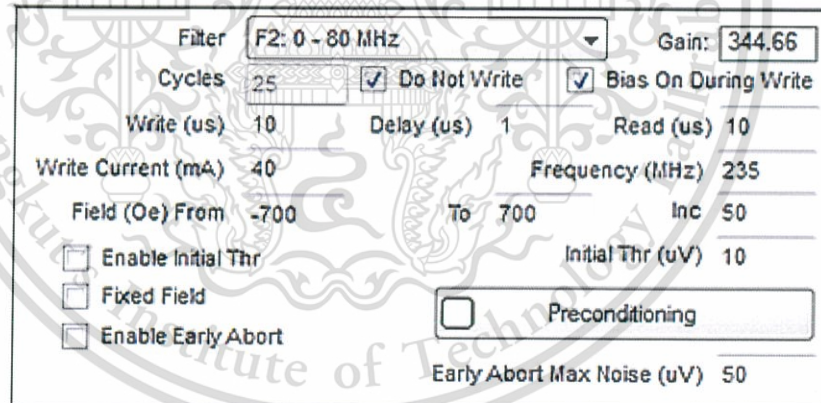 Filter F2: 0 - 80 MHz Gain: 344.66
Cycles 25 Do Not Write Bias On During Write
Write (us) 10 Delay (us) 1 Read (us) 10
Write Current (mA) 40 Frequency (MHz) 235
Field (Oe) From -700 To 700 Inc 50
Enable Initial Thr Initial Thr (uV) 10
Fixed Field
Preconditioning
Enable Early Abort
Early Abort Max Noise (uV) 50
Institute of Technology